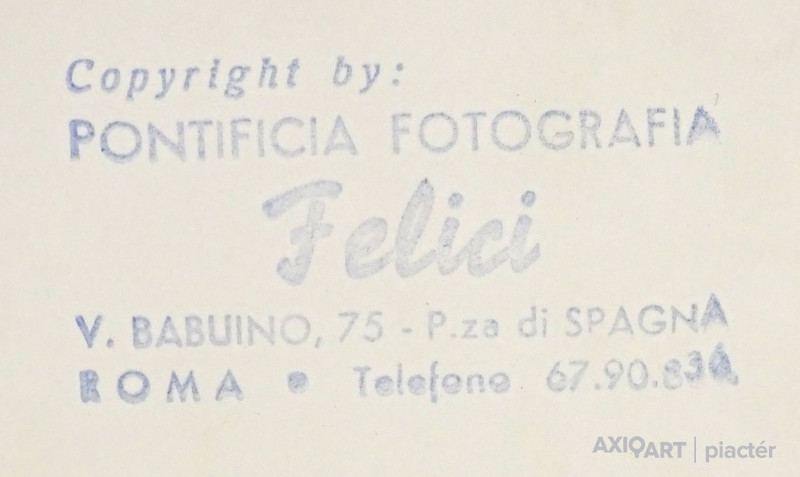 Copyright by:
PONTIFICIA FOTOGRAFIA
Felici
V. BABUINO, 75 - P.za di SPAGNA
ROMA • Telefono
AXIOART | piactér